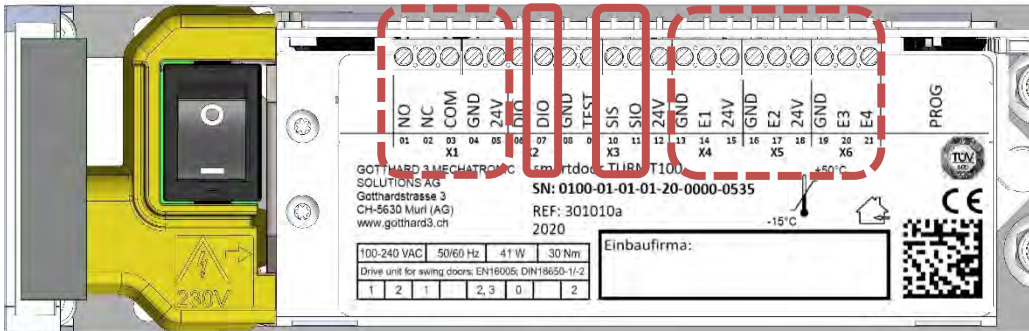 NO NC COM GND 24V DIO DIO GND TEST SIS SIO 24V GND E1 24V GND E2 24V GND E3 E4
01 02 03 04 05 06 07 08 10 11 12 13 14 15 16 17 18 19 20 21
X1 X3 X4 X5 X6
PROG
GOTTHARD 3 MECHATRONIC
SOLUTIONS AG
Gotthardstrasse 3
CH-5630 Muri (AG)
www.gotthard3.ch
TURN T100
SN: 0100-01-01-01-20-0000-0535
REF: 301010a
2020
+50°C
-15°C
TÜV
CE
Einbaufirma:
100-240 VAC 50/60 Hz 41 W 30 Nm
Drive unit for swing doors: EN16005; DIN18650-1/-2
1 2 1 2, 3 0 2
230V